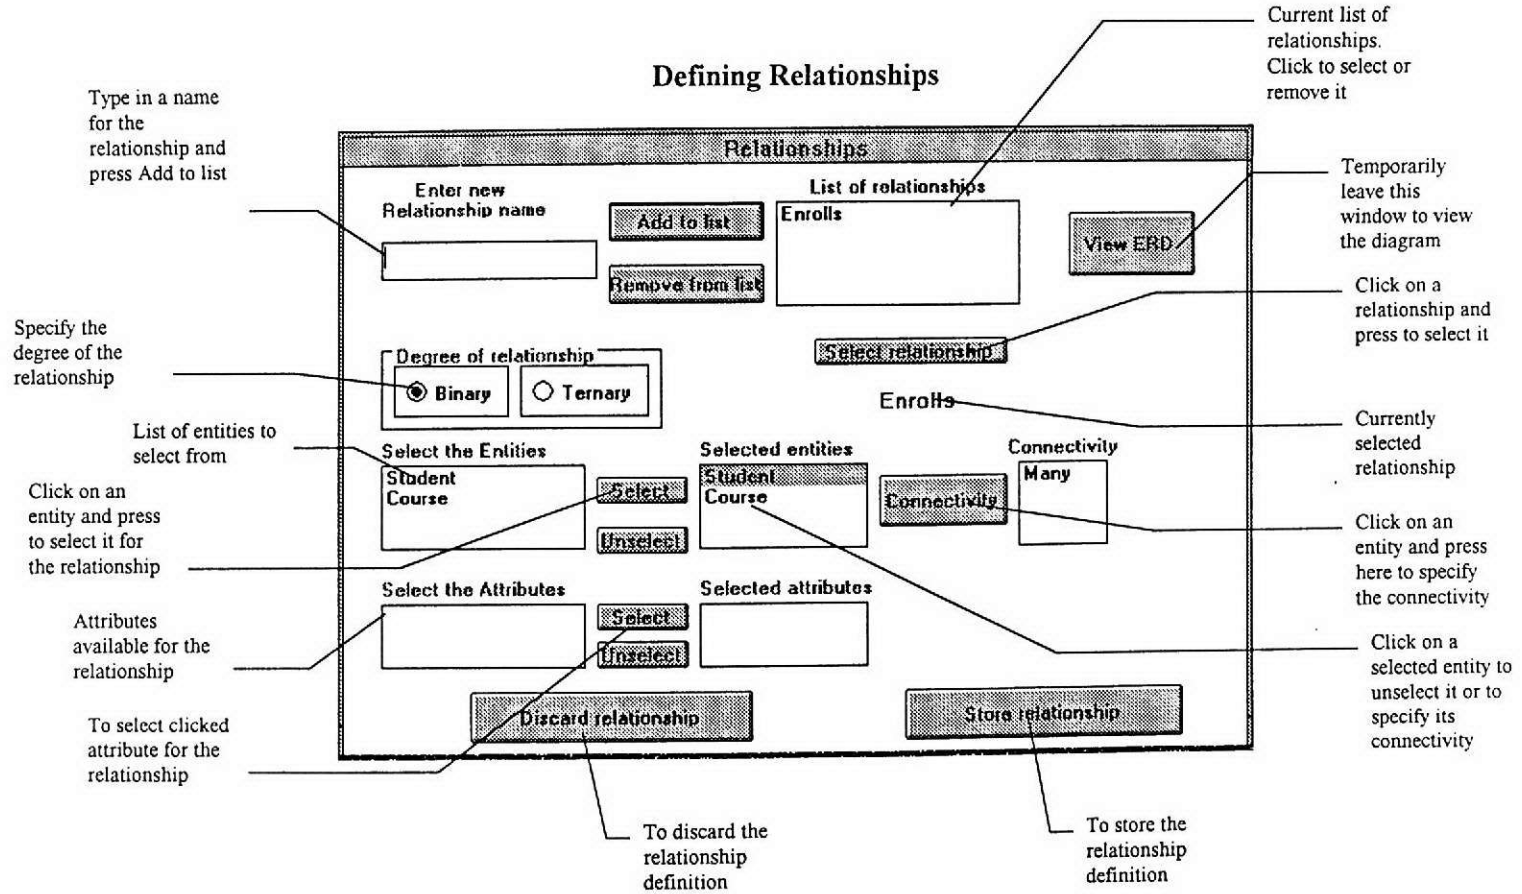 Defining Relationships
Current list of
relationships.
Click to select or
remove it
Type in a name
for the
relationship and
press Add to list
Relationships
Enter new
Relationship name
Add to list
Remove from list
List of relationships
Enrolls
View ERD
Temporarily
leave this
window to view
the diagram
Click on a
relationship and
press to select it
Specify the
degree of the
relationship
Degree of relationship
Binary
Ternary
Select relationship
Enrolls
Currently
selected
relationship
List of entities to
select from
Select the Entities
Student
Course
Select
Unselect
Selected entities
Student
Course
Connectivity
Connectivity
Many
Click on an
entity and press
to select it for
the relationship
Click on an
entity and press
here to specify
the connectivity
Select the Attributes
Select
Unselect
Selected attributes
Attributes
available for the
relationship
Click on a
selected entity to
unselect it or to
specify its
connectivity
To select clicked
attribute for the
relationship
Discard relationship
Store relationship
To discard the
relationship
definition
To store the
relationship
definition